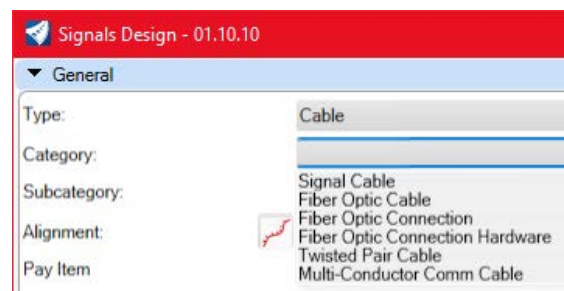 Signals Design - 01.10.10
General
Type:
Cable
Category:
Subcategory:
Signal Cable
Fiber Optic Cable
Fiber Optic Connection
Alignment:
Fiber Optic Connection Hardware
Twisted Pair Cable
Pay Item
Multi-Conductor Comm Cable